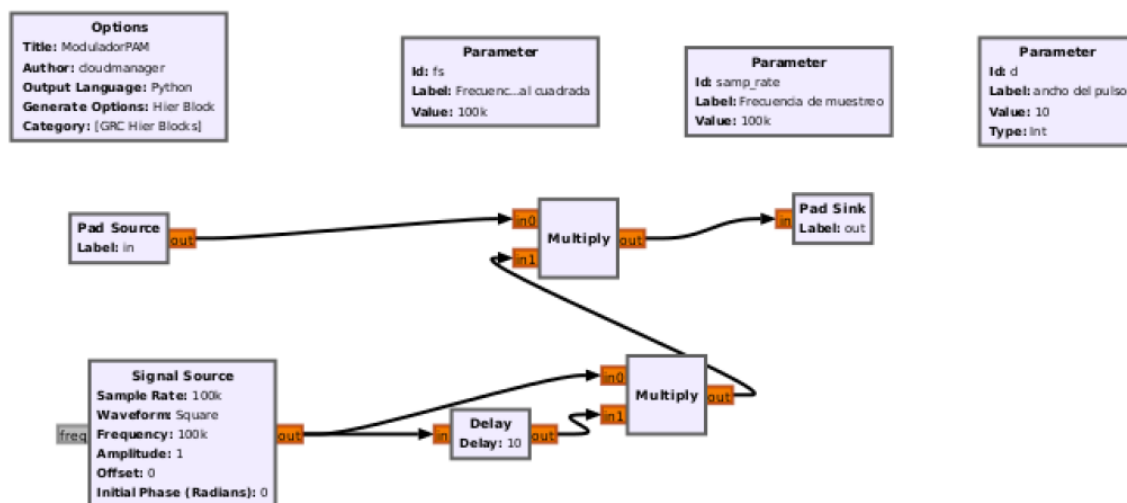 Options
Title: ModuladorPAM
Author: cloudmanager
Output Language: Python
Generate Options: Hier Block
Category: [GRC Hier Blocks]
Parameter
Id: fs
Label: Frecuenc...al cuadrada
Value: 100k
Parameter
Id: samp_rate
Label: Frecuencia de muestreo
Value: 100k
Parameter
Id: d
Label: ancho del pulso
Value: 10
Type: Int
Pad Source
Label: in
out
in0
in1
Multiply
out
in
Pad Sink
Label: out
freq
Signal Source
Sample Rate: 100k
Waveform: Square
Frequency: 100k
Amplitude: 1
Offset: 0
Initial Phase (Radians): 0
out
in
Delay
Delay: 10
out
in0
in1
Multiply
out